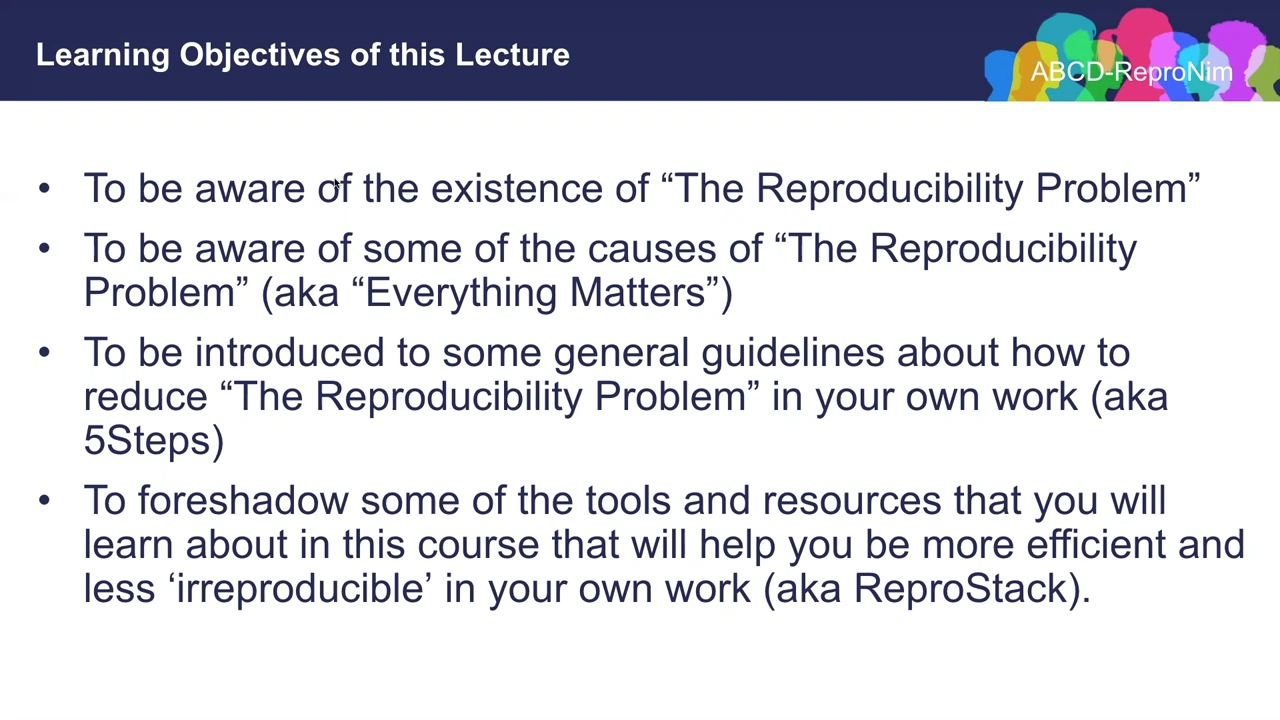 Learning Objectives of this Lecture
ABCD-ReproNim
• To be aware of the existence of “The Reproducibility Problem”
• To be aware of some of the causes of “The Reproducibility
Problem” (aka “Everything Matters”)
• To be introduced to some general guidelines about how to
reduce “The Reproducibility Problem” in your own work (aka
5Steps)
• To foreshadow some of the tools and resources that you will
learn about in this course that will help you be more efficient and
less ‘irreproducible’ in your own work (aka ReproStack).